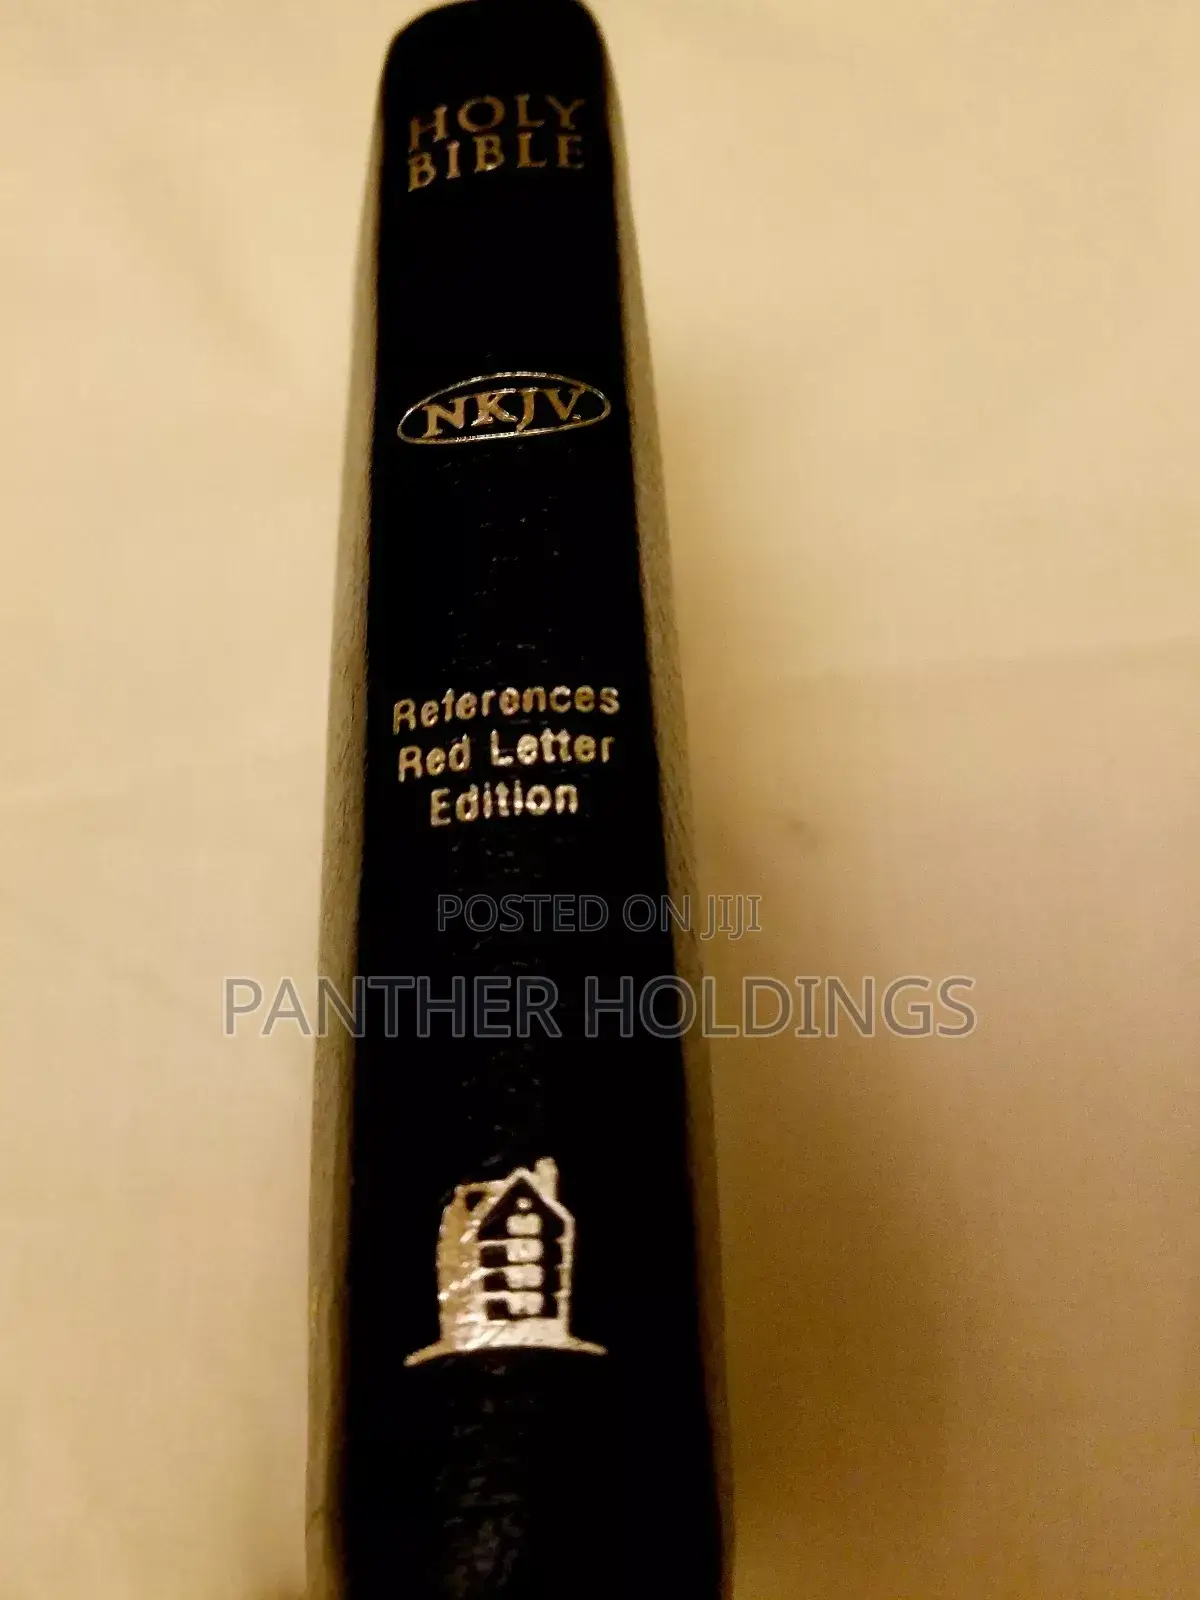 HOLY
BIBLE
NKJV
References
Red Letter
Edition
POSTED ON JIJI
PANTHER HOLDINGS